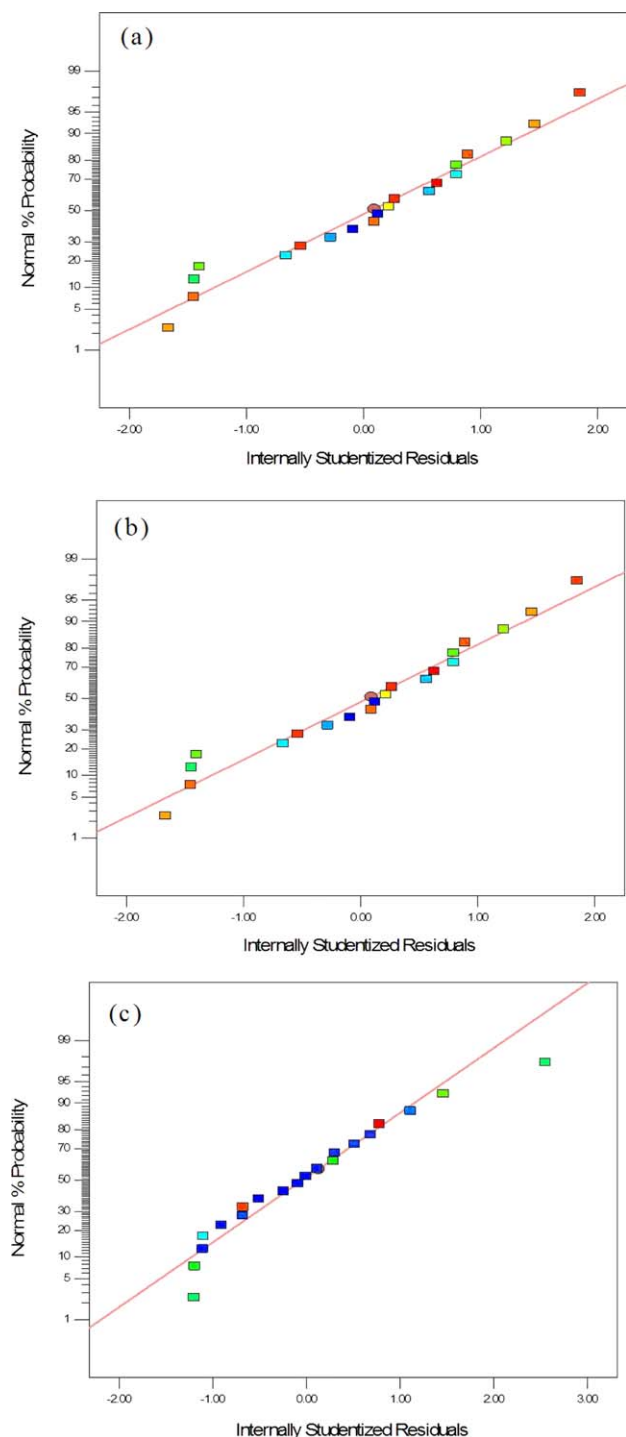 (a)
99
95
90
80
70
50
30
20
10
5
1
Normal % Probability
-2.00 -1.00 0.00 1.00 2.00
Internally Studentized Residuals
(b)
99
95
90
80
70
50
30
20
10
5
1
Normal % Probability
-2.00 -1.00 0.00 1.00 2.00
Internally Studentized Residuals
(c)
99
95
90
80
70
50
30
20
10
5
1
Normal % Probability
-2.00 -1.00 0.00 1.00 2.00 3.00
Internally Studentized Residuals